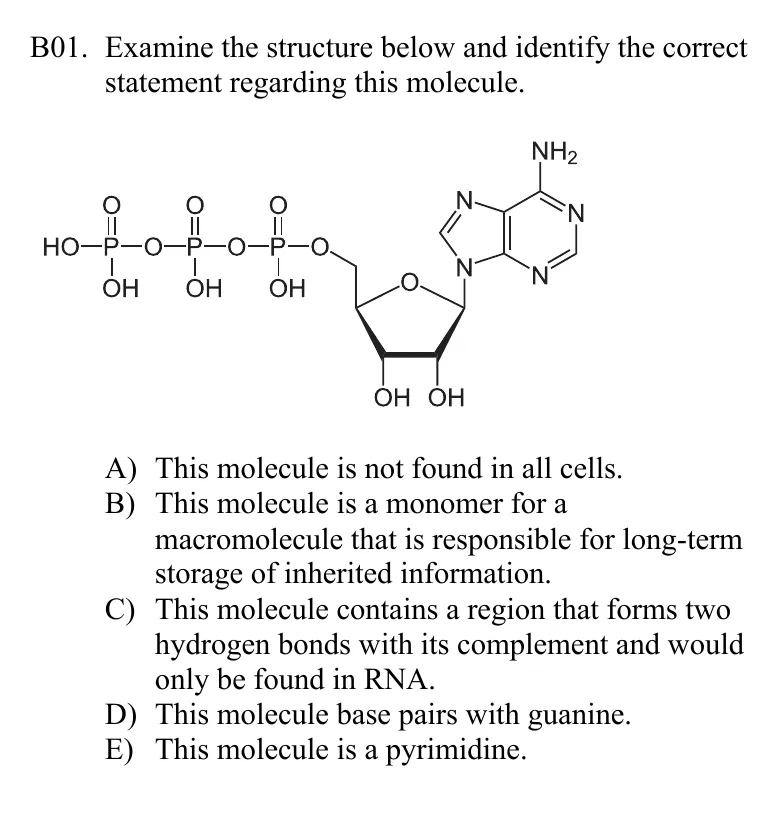 B01. Examine the structure below and identify the correct
statement regarding this molecule.
NH₂
O O O
N N
HO–P–O–P–O–P–O
N N
OH OH OH
O
OH OH
A) This molecule is not found in all cells.
B) This molecule is a monomer for a
macromolecule that is responsible for long-term
storage of inherited information.
C) This molecule contains a region that forms two
hydrogen bonds with its complement and would
only be found in RNA.
D) This molecule base pairs with guanine.
E) This molecule is a pyrimidine.